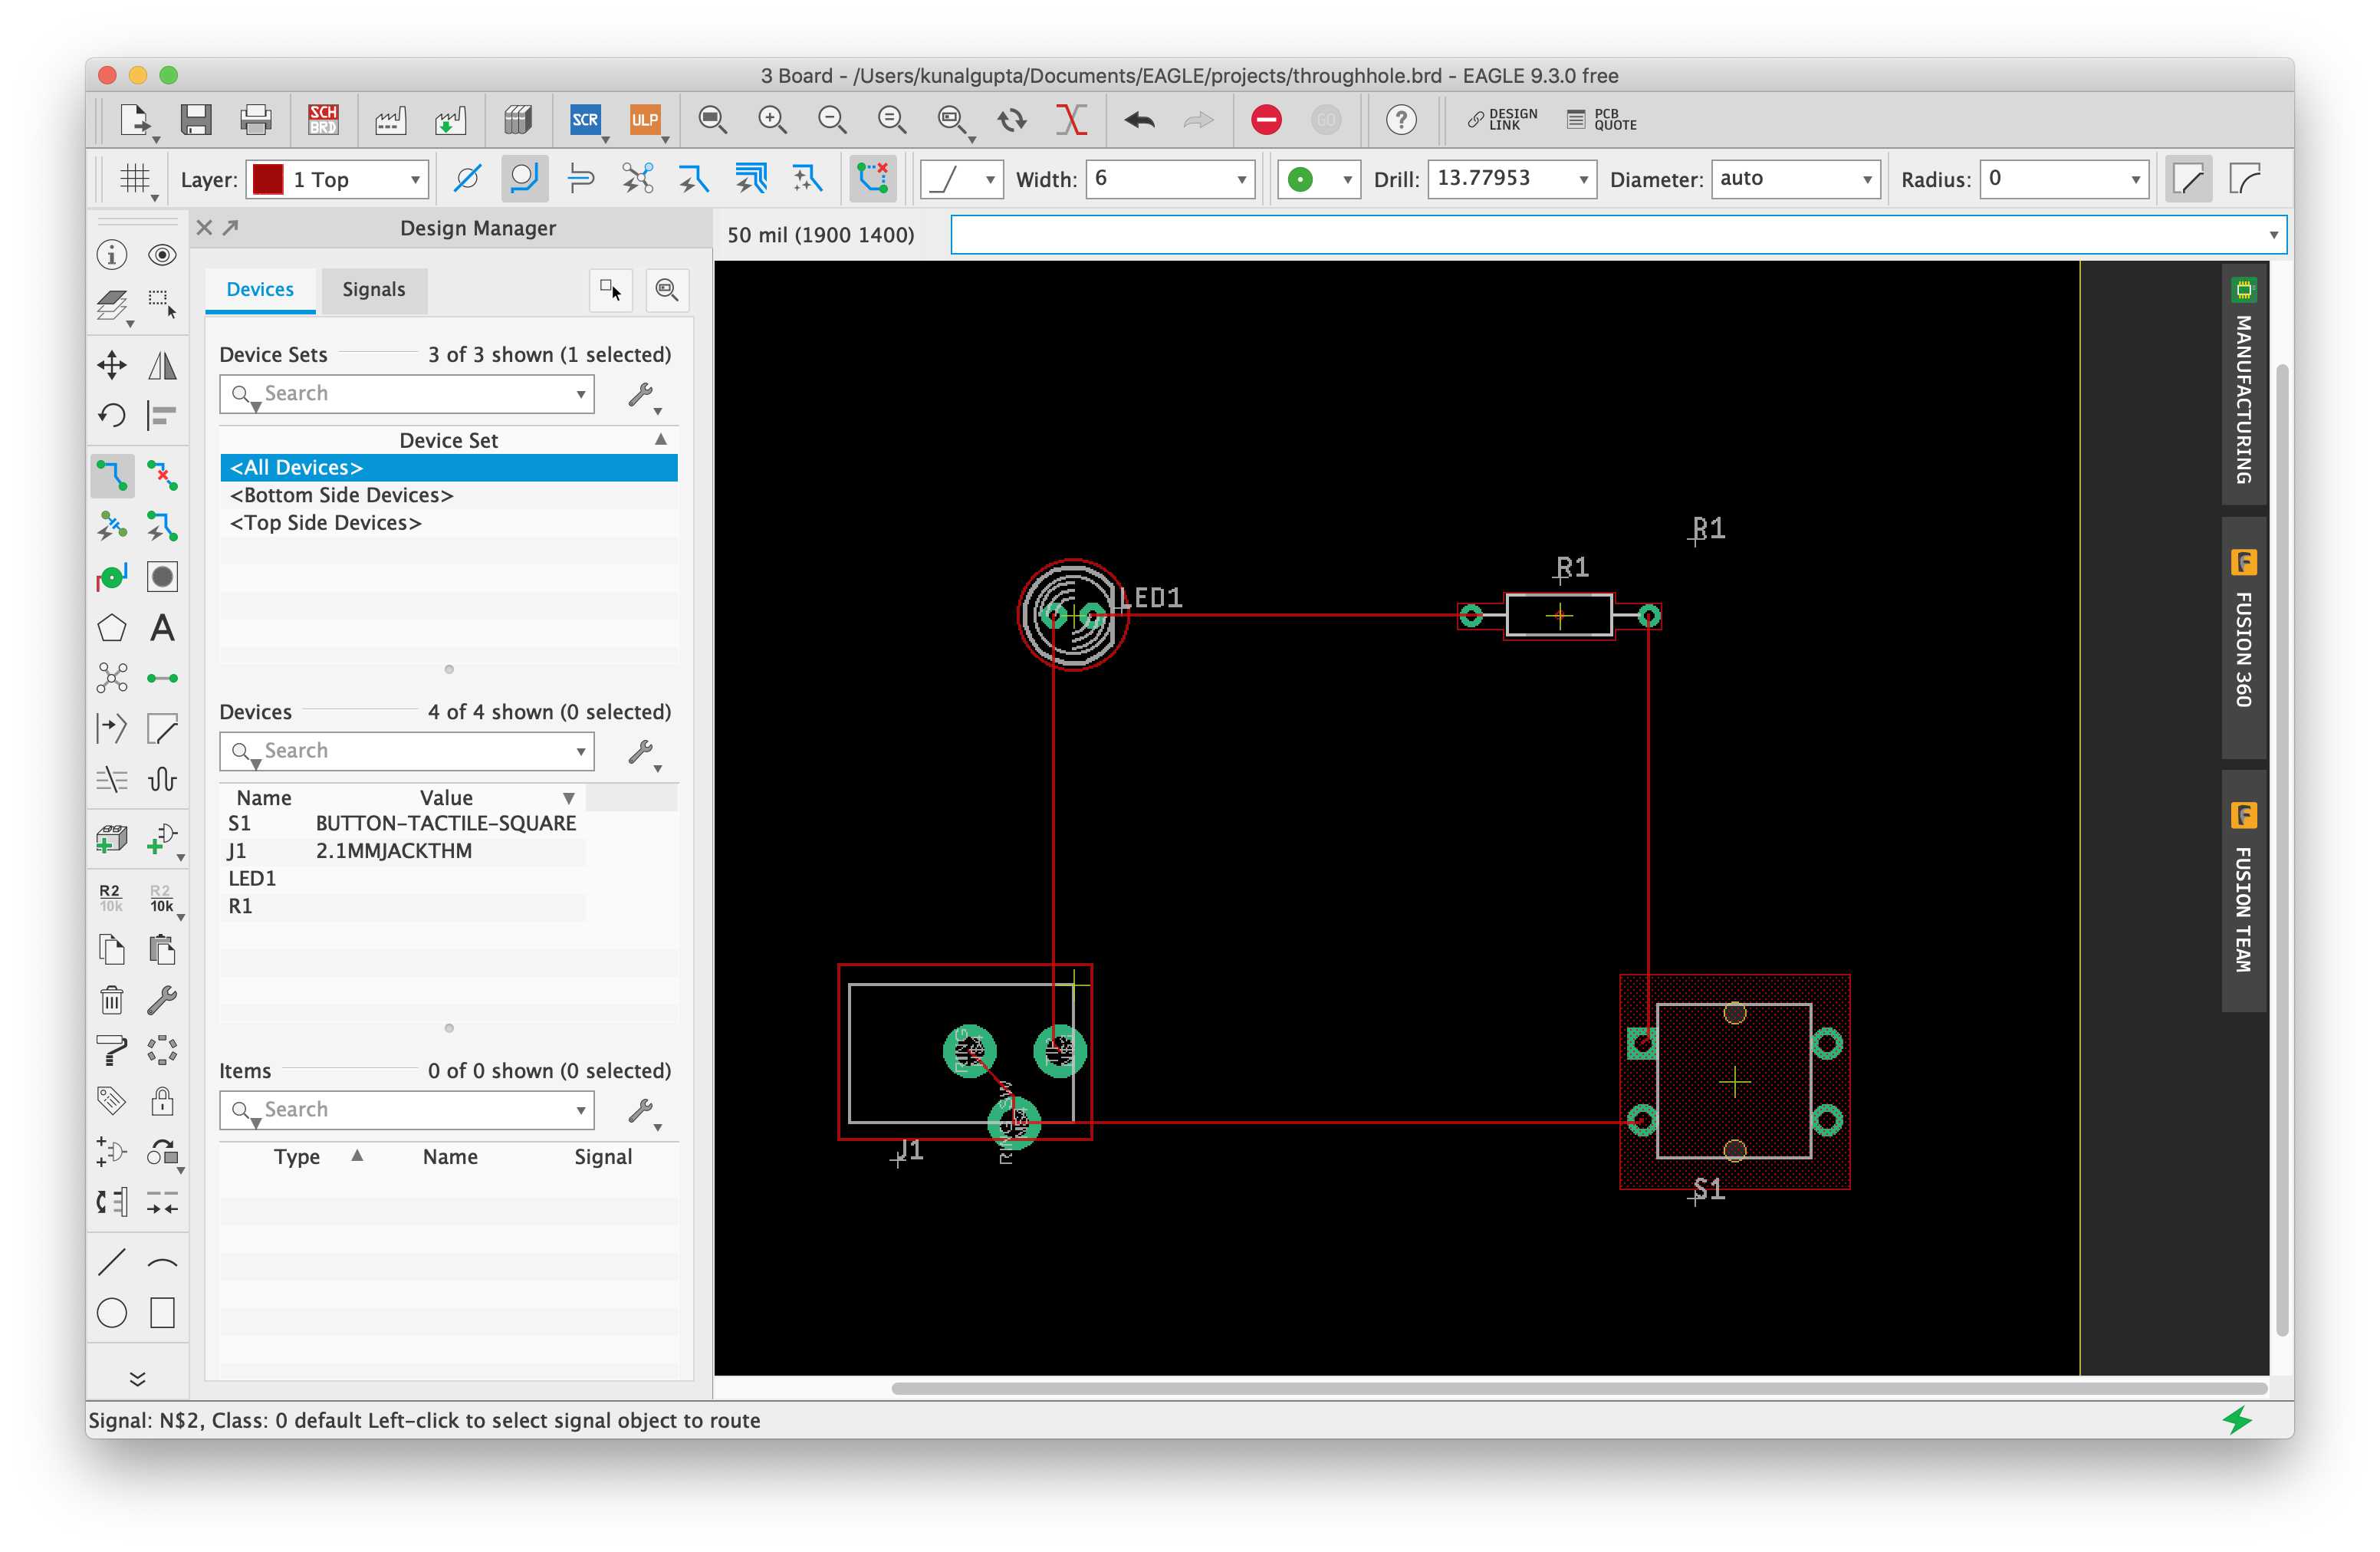 3 Board - /Users/kunalgupta/Documents/EAGLE/projects/throughhole.brd - EAGLE 9.3.0 free
SCH
BRD
SCR
ULP
GO
?
DESIGN
LINK
PCB
QUOTE
Layer:
1 Top
Width:
6
Drill:
13.77953
Diameter:
auto
Radius:
0
Design Manager
50 mil (1900 1400)
Devices
Signals
Device Sets
3 of 3 shown (1 selected)
Search
Device Set
<All Devices>
<Bottom Side Devices>
<Top Side Devices>
Devices
4 of 4 shown (0 selected)
Search
Name
Value
S1
BUTTON-TACTILE-SQUARE
J1
2.1MMJACKTHM
LED1
R1
Items
0 of 0 shown (0 selected)
Search
Type
Name
Signal
i
A
R2
10k
R2
10k
R1
R1
LED1
J1
S1
MANUFACTURING
F
FUSION 360
F
FUSION TEAM
Signal: N$2, Class: 0 default Left-click to select signal object to route